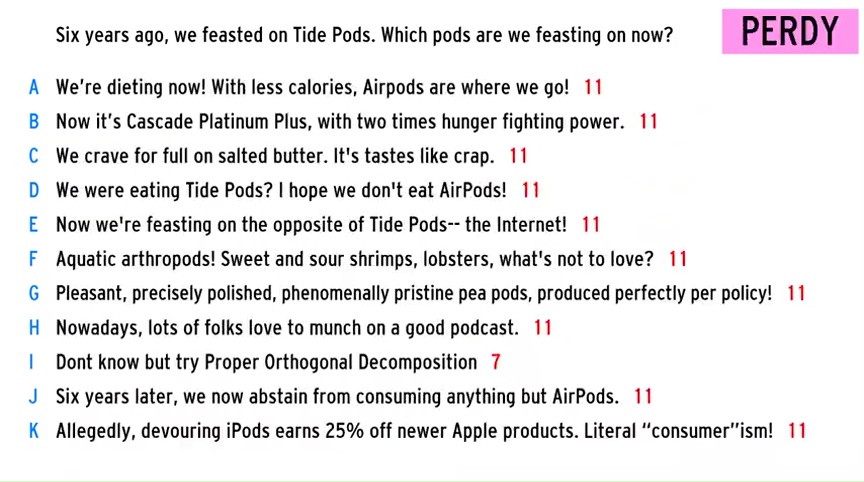 Six years ago, we feasted on Tide Pods. Which pods are we feasting on now? PERDY
A We're dieting now! With less calories, Airpods are where we go! 11
B Now it's Cascade Platinum Plus, with two times hunger fighting power. 11
C We crave for full on salted butter. It's tastes like crap. 11
D We were eating Tide Pods? I hope we don't eat AirPods! 11
E Now we're feasting on the opposite of Tide Pods-- the Internet! 11
F Aquatic arthropods! Sweet and sour shrimps, lobsters, what's not to love? 11
G Pleasant, precisely polished, phenomenally pristine pea pods, produced perfectly per policy! 11
H Nowadays, lots of folks love to munch on a good podcast. 11
I Dont know but try Proper Orthogonal Decomposition 7
J Six years later, we now abstain from consuming anything but AirPods. 11
K Allegedly, devouring iPods earns 25% off newer Apple products. Literal “consumer”ism! 11